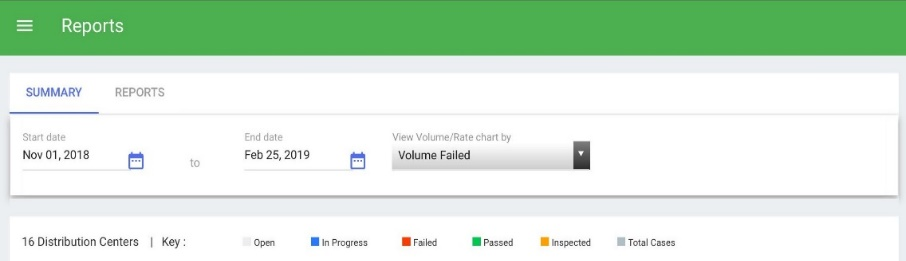 Reports
SUMMARY REPORTS
Start date End date View Volume/Rate chart by
Nov 01, 2018 to Feb 25, 2019 Volume Failed
16 Distribution Centers | Key : Open In Progress Failed Passed Inspected Total Cases